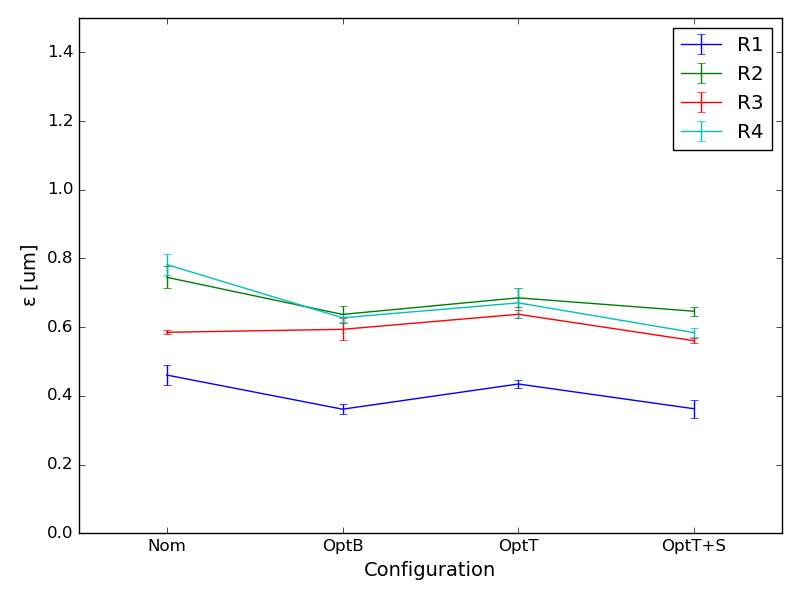 1.4
1.2
1.0
0.8
0.6
0.4
0.2
0.0
ε [um]
Nom OptB OptT OptT+S
Configuration
R1
R2
R3
R4